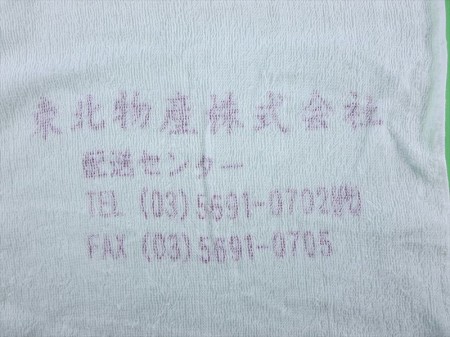 東北物産株式会社
配送センター
TEL (03)5691-0702㈹
FAX (03)5691-0705